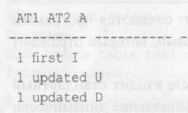 AT1 AT2 A
--- ------- --
1 first I
1 updated U
1 updated D